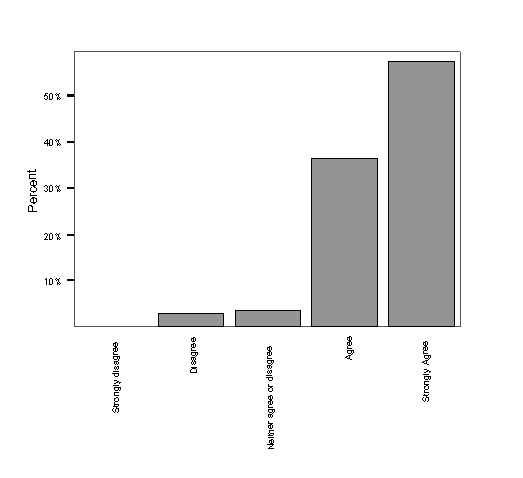 Percent
50%
40%
30%
20%
10%
Strongly disagree
Disagree
Neither agree or disagree
Agree
Strongly Agree